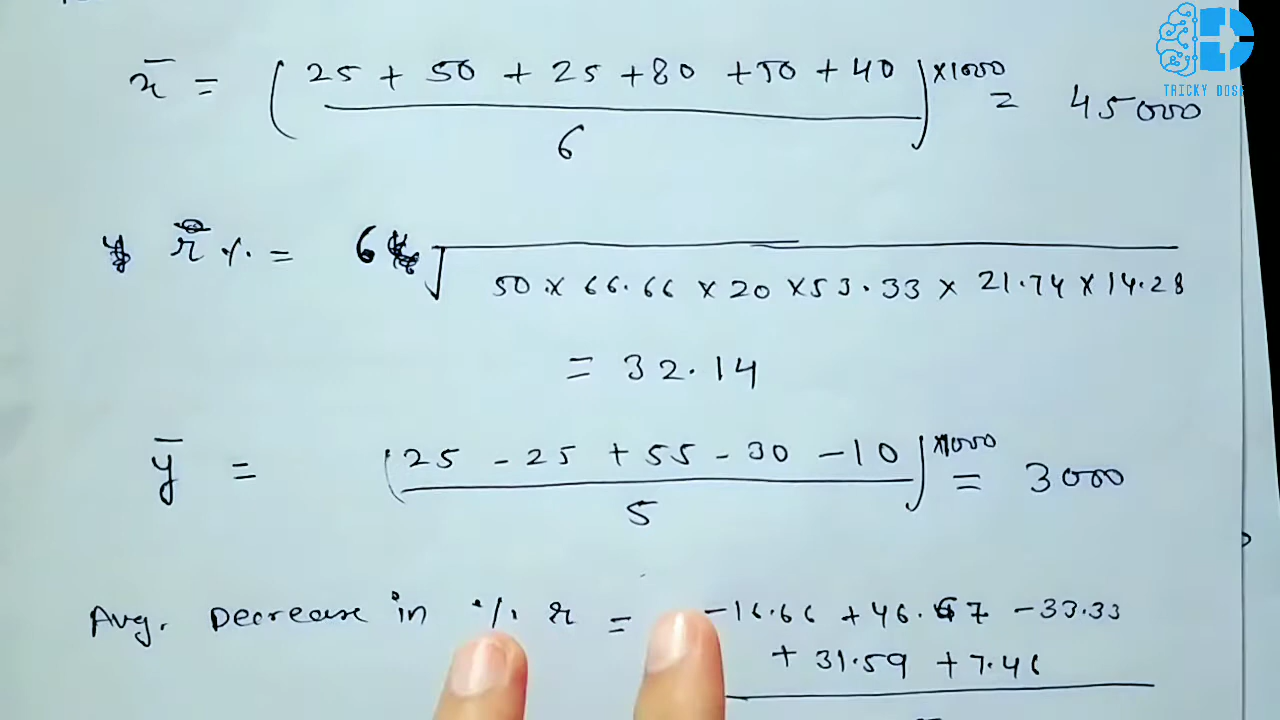 TRICKY DOSE
x̄ = (25 + 50 + 25 + 80 + 50 + 40 / 6) ×1000 = 45000
r̄ % = 6√50 × 66.66 × 20 × 53.33 × 21.74 × 14.28
= 32.14
ȳ = (25 - 25 + 55 - 30 - 10 / 5) ×1000 = 3000
Avg. Decrease in % r = -16.66 + 46.67 - 33.33
+ 31.59 + 7.46